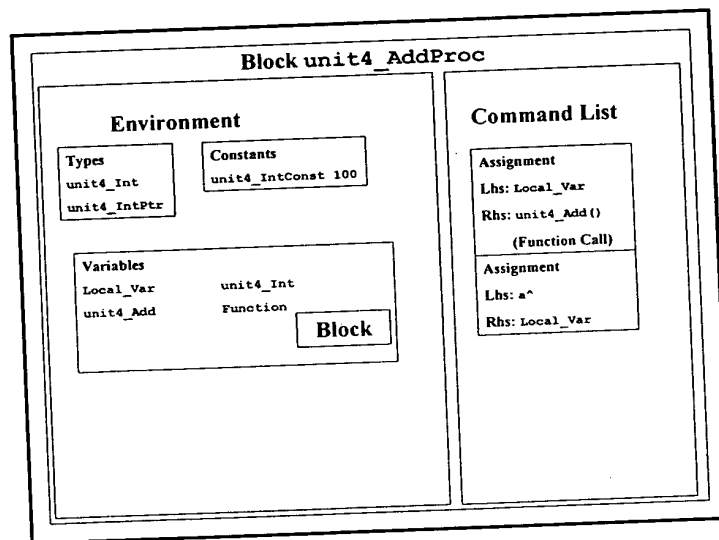 Block unit4_AddProc
Environment
Types
unit4_Int
unit4_IntPtr
Constants
unit4_IntConst 100
Variables
Local_Var unit4_Int
unit4_Add Function
Block
Command List
Assignment
Lhs: Local_Var
Rhs: unit4_Add()
(Function Call)
Assignment
Lhs: a^
Rhs: Local_Var